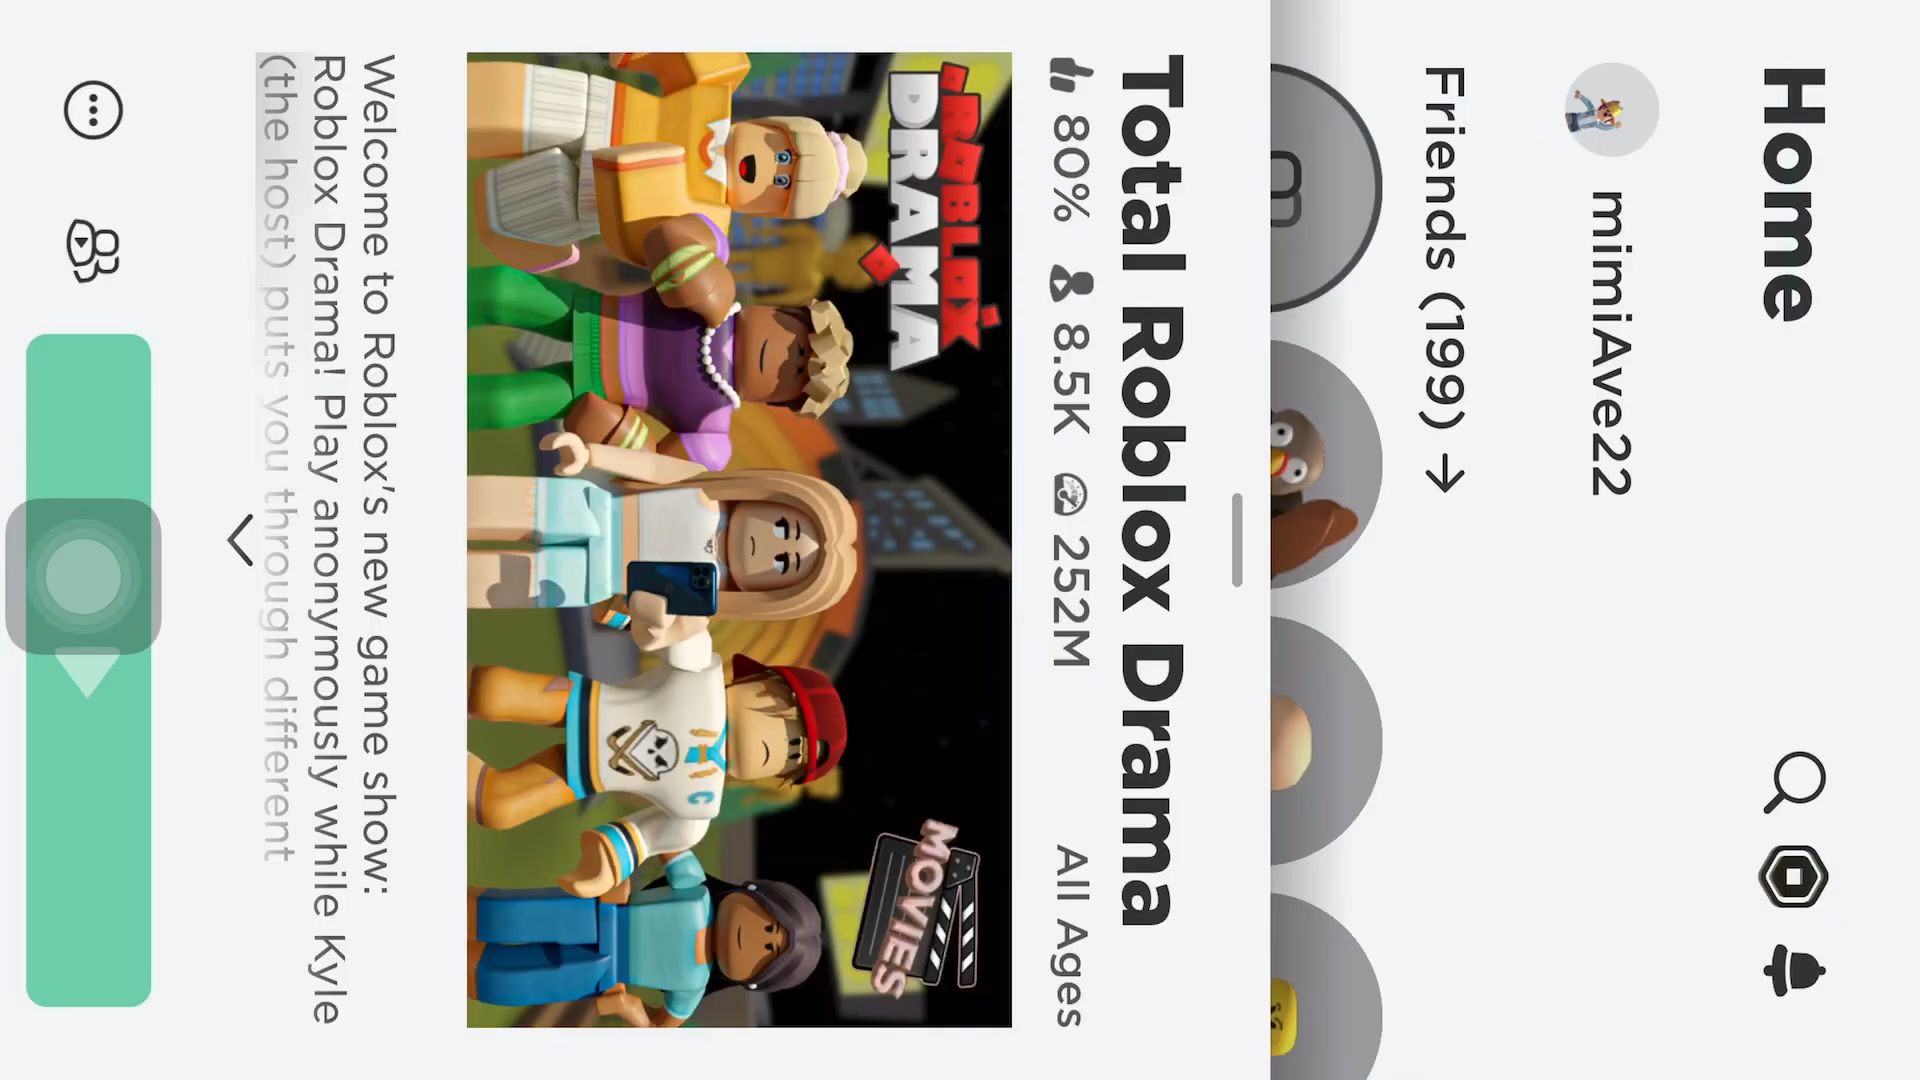 Home
mimiAve22
Friends (199) →
Total Roblox Drama
80% 8.5K 252M All Ages
ROBLOX
DRAMA
MOVIES
C
Welcome to Roblox's new game show:
Roblox Drama! Play anonymously while Kyle
(the host) puts you through different